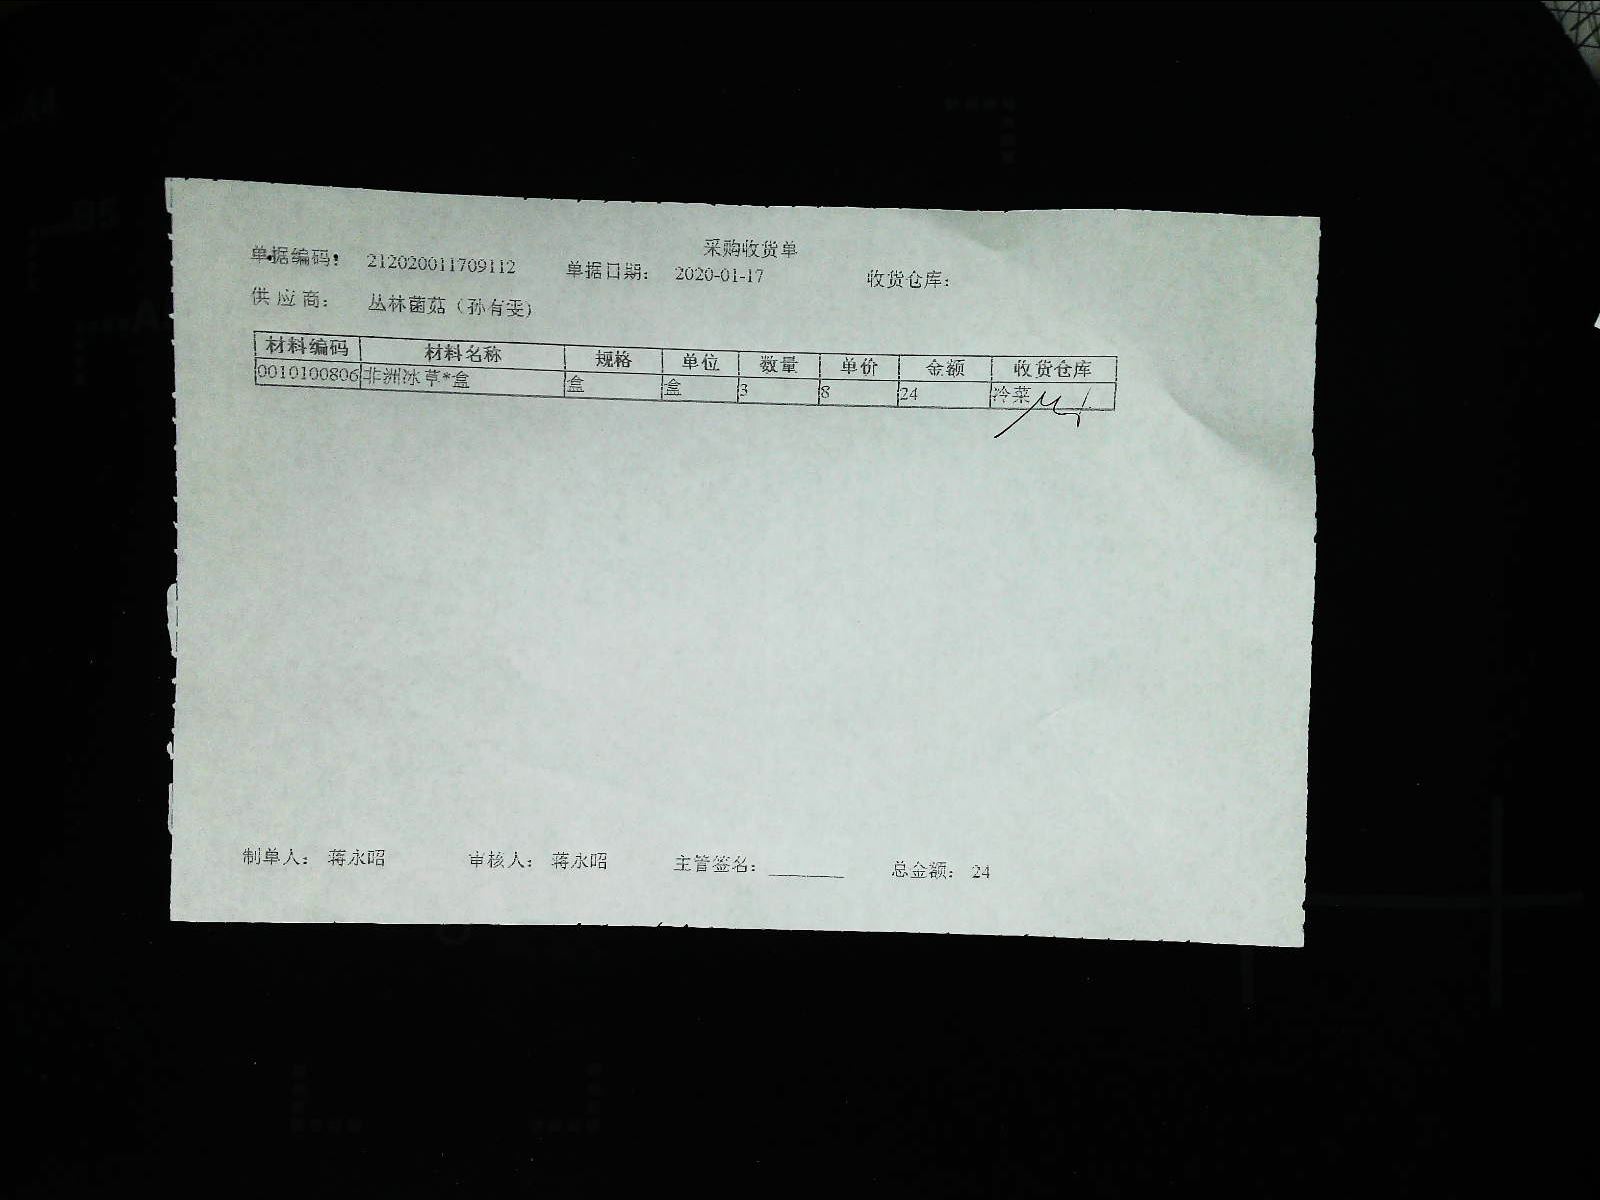 采购收货单
单据编码： 212020011709112 单据日期： 2020-01-17 收货仓库：
供应商： 丛林菌菇（孙有雯）
材料编码 材料名称 规格 单位 数量 单价 金额 收货仓库
0010100806 非洲冰草*盒 盒 盒 3 8 24 冷菜
制单人： 蒋永昭 审核人： 蒋永昭 主管签名：________ 总金额： 24